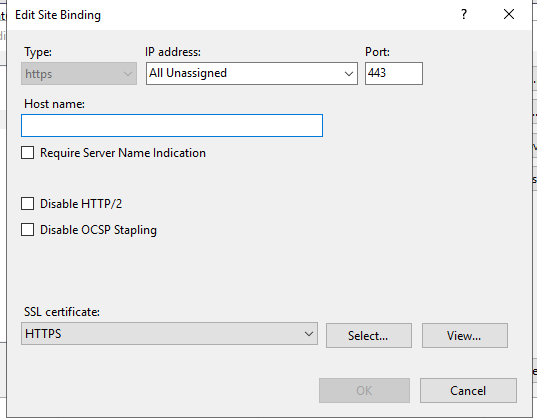 Edit Site Binding ?
Type: IP address: Port:
https All Unassigned 443
Host name:
Require Server Name Indication
Disable HTTP/2
Disable OCSP Stapling
SSL certificate:
HTTPS Select... View...
OK Cancel